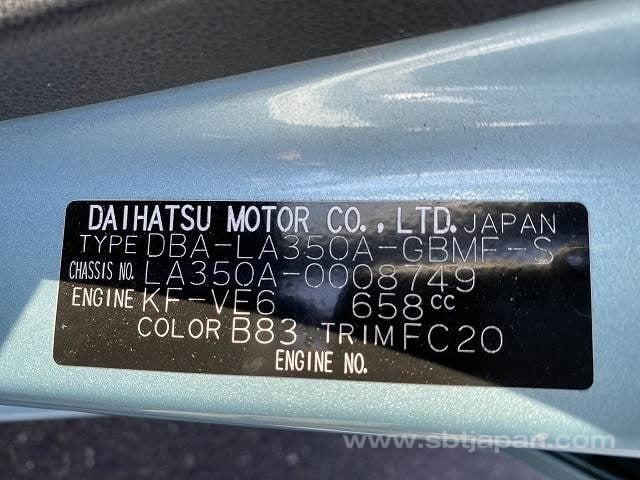 DAIHATSU MOTOR CO., LTD. JAPAN
TYPE DBA-LA350A-GBMF-S
CHASSIS NO. LA350A-0008749
ENGINE KF-VE6 658cc
COLOR B83 TRIM FC20
ENGINE NO.
www.sbtjapan.com